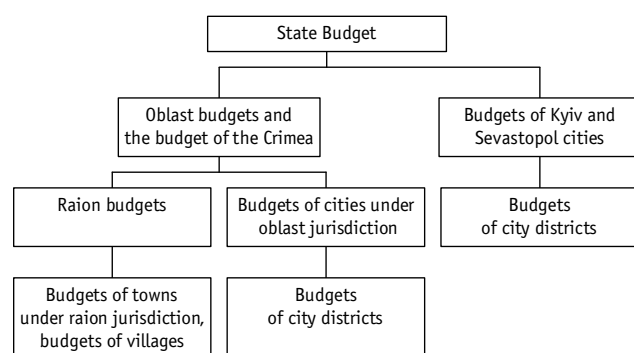 State Budget
Oblast budgets and
the budget of the Crimea
Budgets of Kyiv and
Sevastopol cities
Raion budgets
Budgets of cities under
oblast jurisdiction
Budgets
of city districts
Budgets of towns
under raion jurisdiction,
budgets of villages
Budgets
of city districts